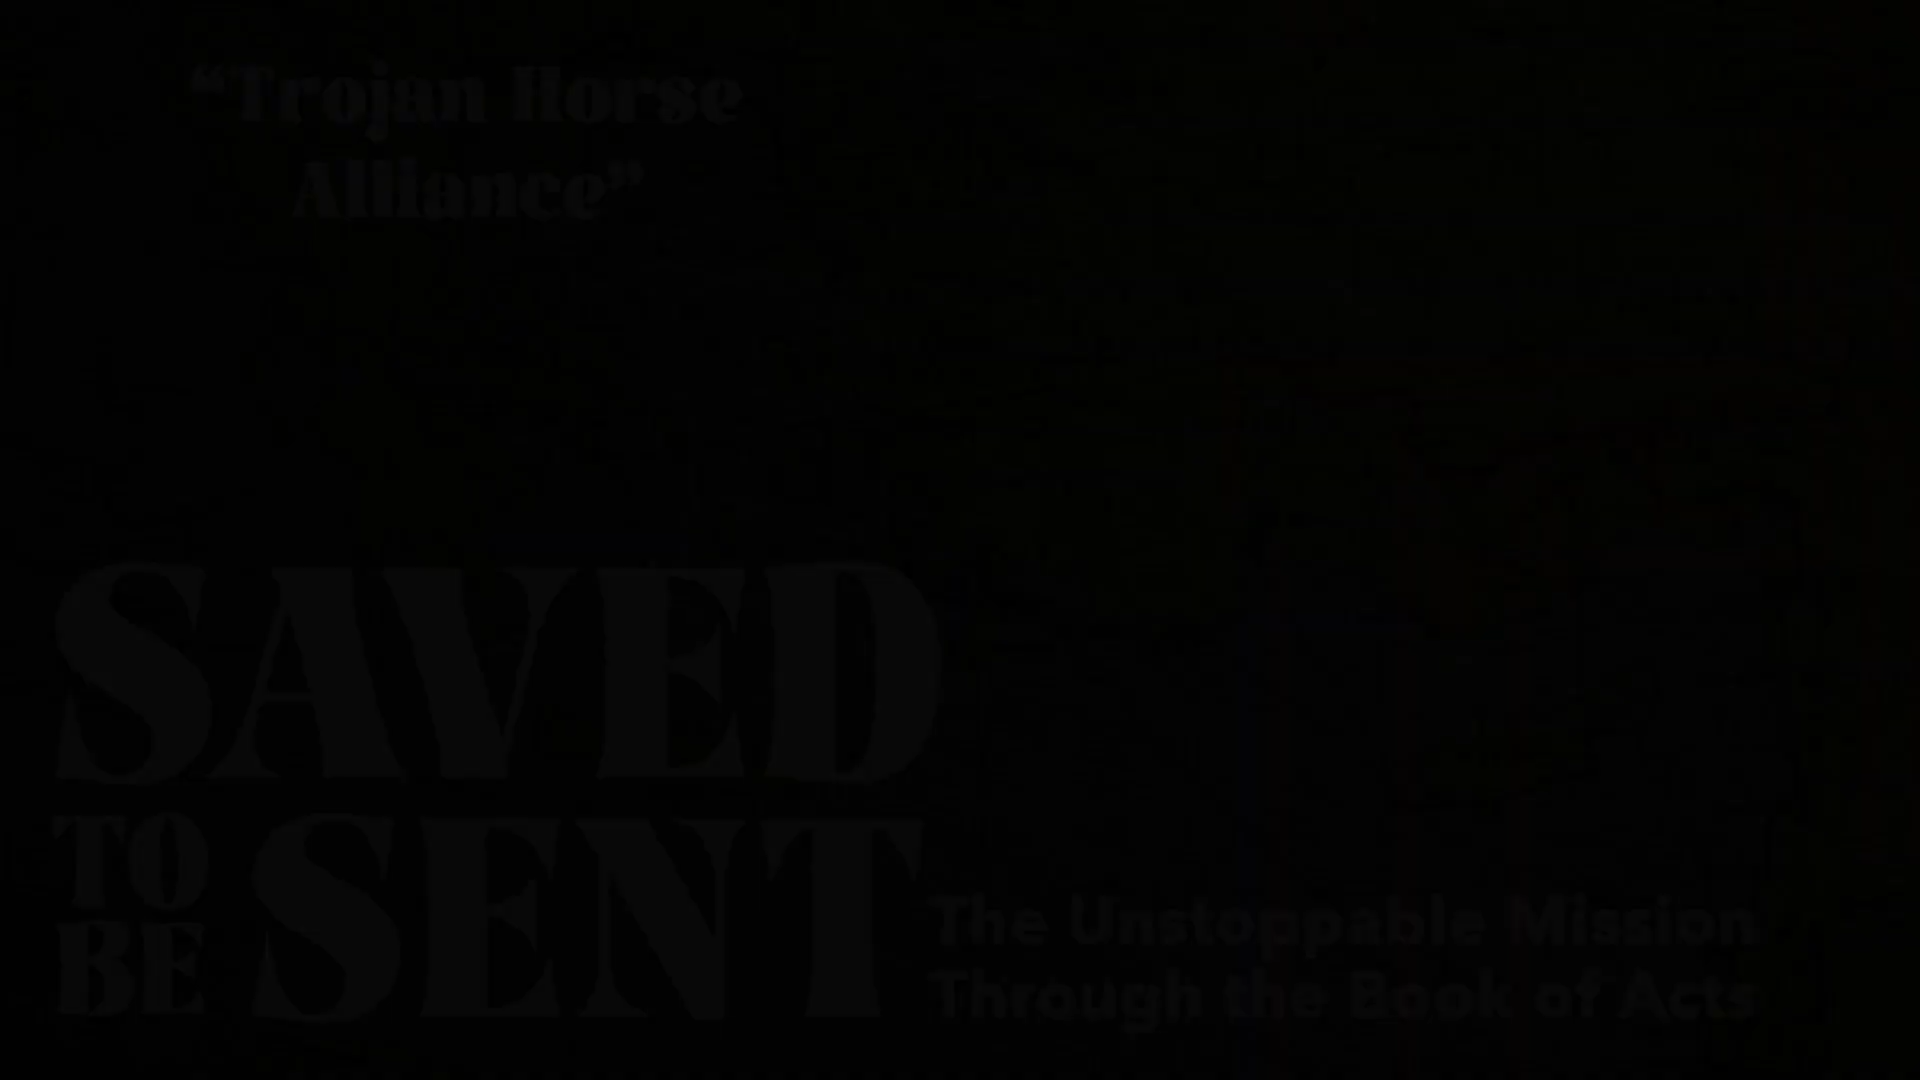 “Trojan Horse
Alliance”
SAVED
TO
BE
SENT
The Unstoppable Mission
Through the Book of Acts